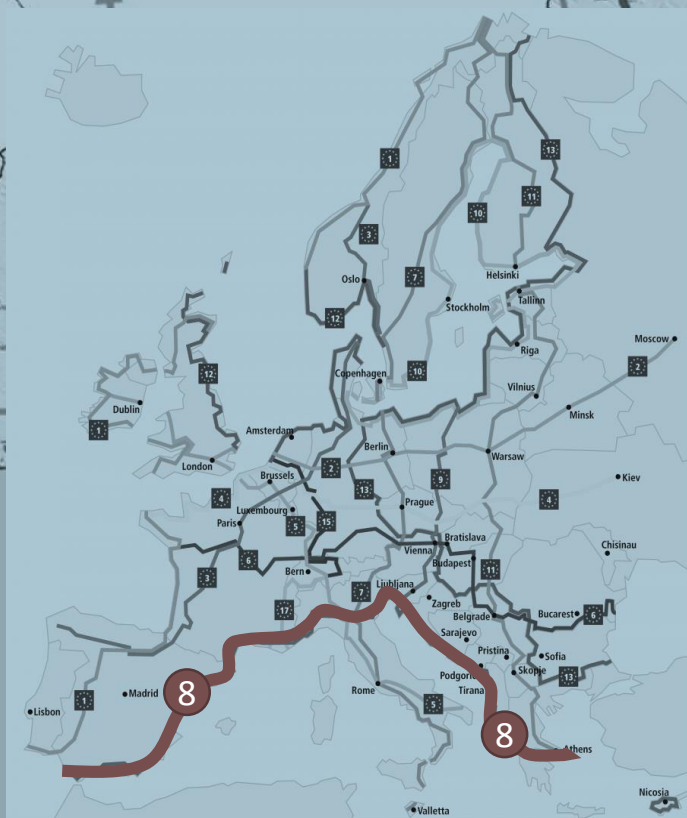 1
13
10
11
3
7
Oslo
Helsinki
Stockholm
Tallinn
12
Riga
Moscow
2
12
Copenhagen
10
Vilnius
Minsk
Dublin
1
Amsterdam
London
Berlin
2
Warsaw
Brussels
13
9
Kiev
4
Luxembourg
Prague
4
Paris
5
15
Bratislava
Vienna
Chisinau
6
Budapest
Bern
11
3
7
Ljubljana
17
Zagreb
Belgrade
Bucarest
6
Sarajevo
Pristina
Sofia
Podgori
Skopje
13
Rome
Tirana
8
Madrid
1
5
Lisbon
8
Athens
Nicosia
Valletta